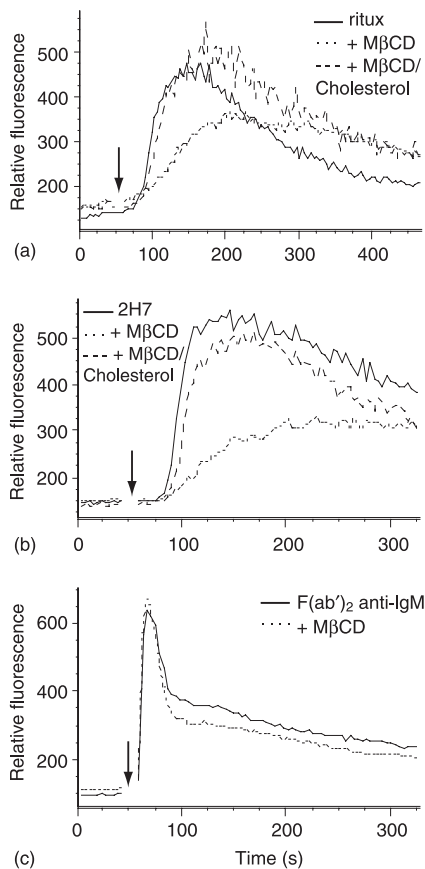 ritux
+ MβCD
+ MβCD/
Cholesterol
500
400
300
200
Relative fluorescence
0 100 200 300 400
(a)
2H7
+ MβCD
+ MβCD/
Cholesterol
500
400
300
200
Relative fluorescence
0 100 200 300
(b)
F(ab′)₂ anti-IgM
+ MβCD
600
400
200
Relative fluorescence
0 100 200 300
(c) Time (s)